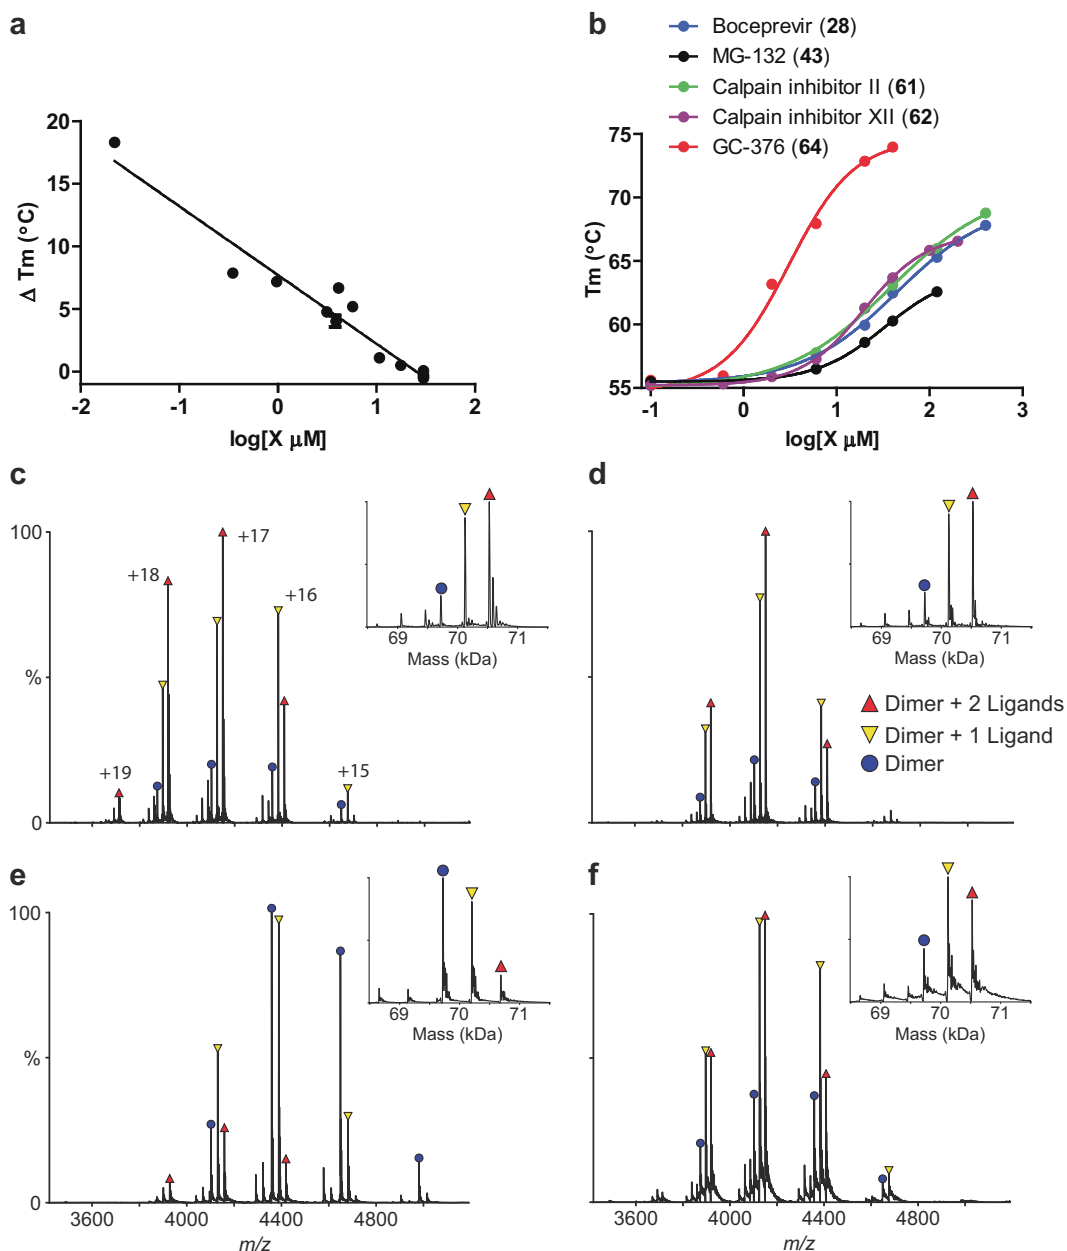 a
20
15
10
5
0
Δ Tm (°C)
-2
-1
0
1
2
log[X μM]
b
Boceprevir (28)
MG-132 (43)
Calpain inhibitor II (61)
Calpain inhibitor XII (62)
GC-376 (64)
75
70
65
60
55
Tm (°C)
-1
0
1
2
3
log[X μM]
c
100
%
0
+19
+18
+17
+16
+15
69
70
71
Mass (kDa)
d
69
70
71
Mass (kDa)
Dimer + 2 Ligands
Dimer + 1 Ligand
Dimer
e
100
%
0
3600
4000
4400
4800
m/z
69
70
71
Mass (kDa)
f
3600
4000
4400
4800
m/z
69
70
71
Mass (kDa)